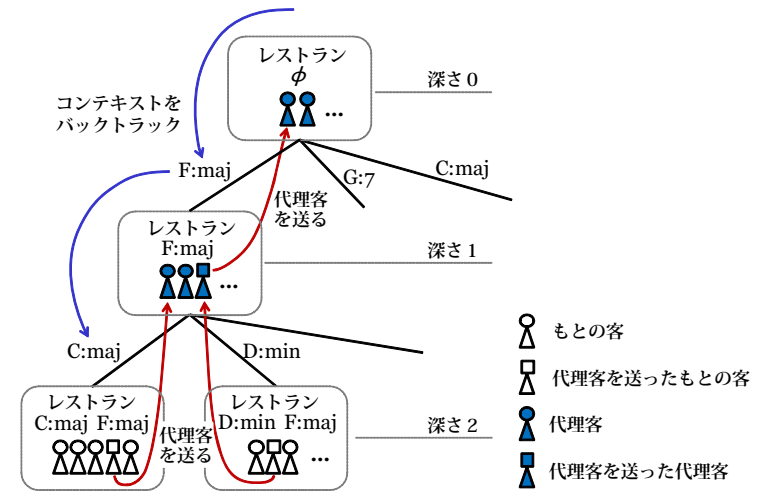 レストラン
φ
...
深さ 0
コンテキストを
バックトラック
F:maj
G:7
C:maj
代理客
を送る
レストラン
F:maj
...
深さ 1
C:maj
D:min
レストラン
C:maj F:maj
代理客
を送る
レストラン
D:min F:maj
...
深さ 2
もとの客
代理客を送ったもとの客
代理客
代理客を送った代理客